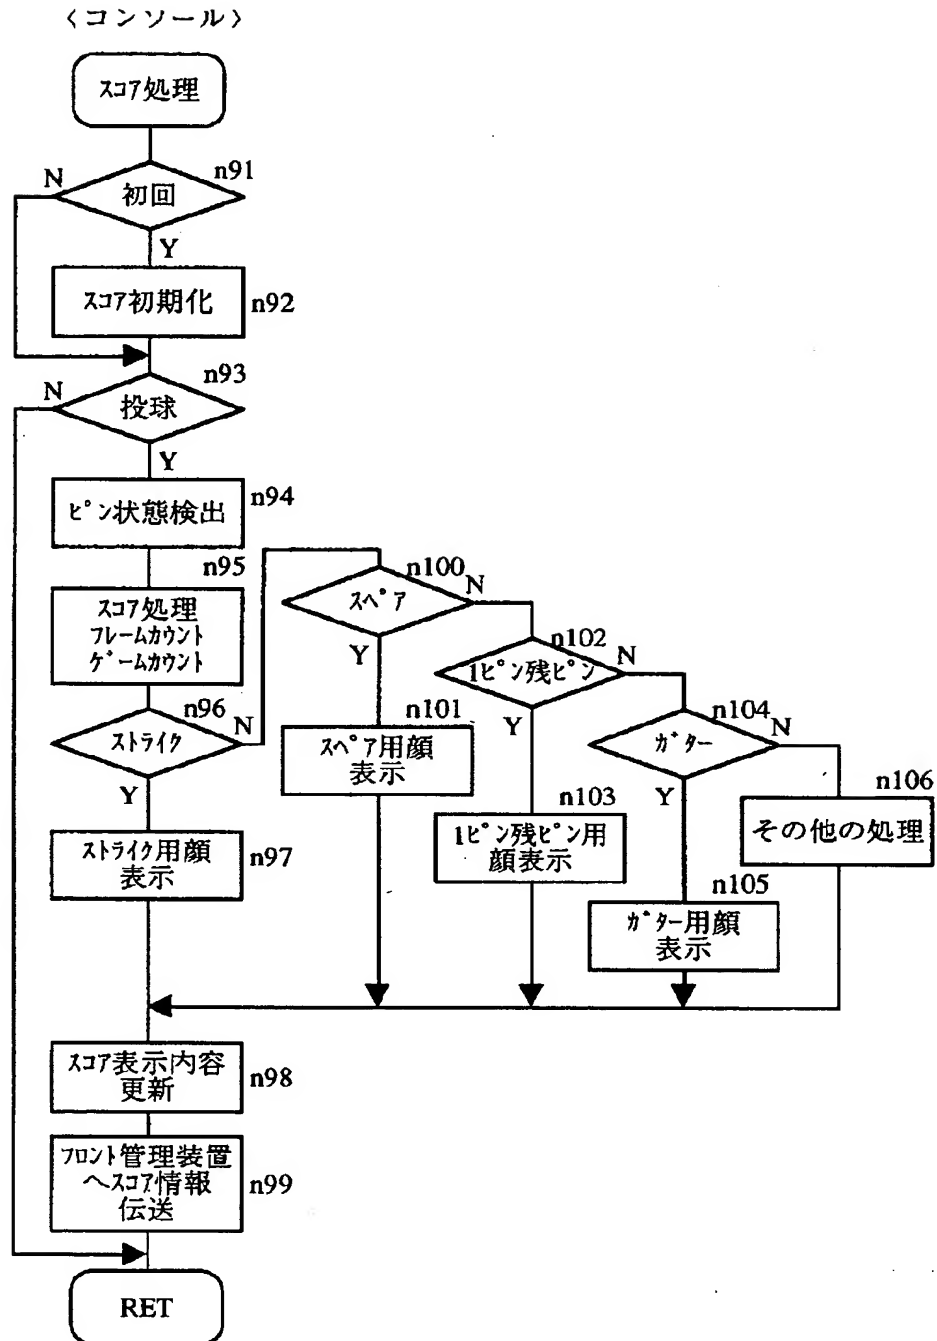 〈コンソール〉
スコア処理
n91
N
初回
Y
スコア初期化
n92
n93
N
投球
Y
ピン状態検出
n94
n95
スコア処理
フレームカウント
ゲームカウント
n96
N
ストライク
Y
ストライク用顔
表示
n97
n100
N
スペア
Y
n101
スペア用顔
表示
n102
N
1ピン残ピン
Y
n103
1ピン残ピン用
顔表示
n104
N
ガター
Y
n105
ガター用顔
表示
n106
その他の処理
スコア表示内容
更新
n98
フロント管理装置
へスコア情報
伝送
n99
RET